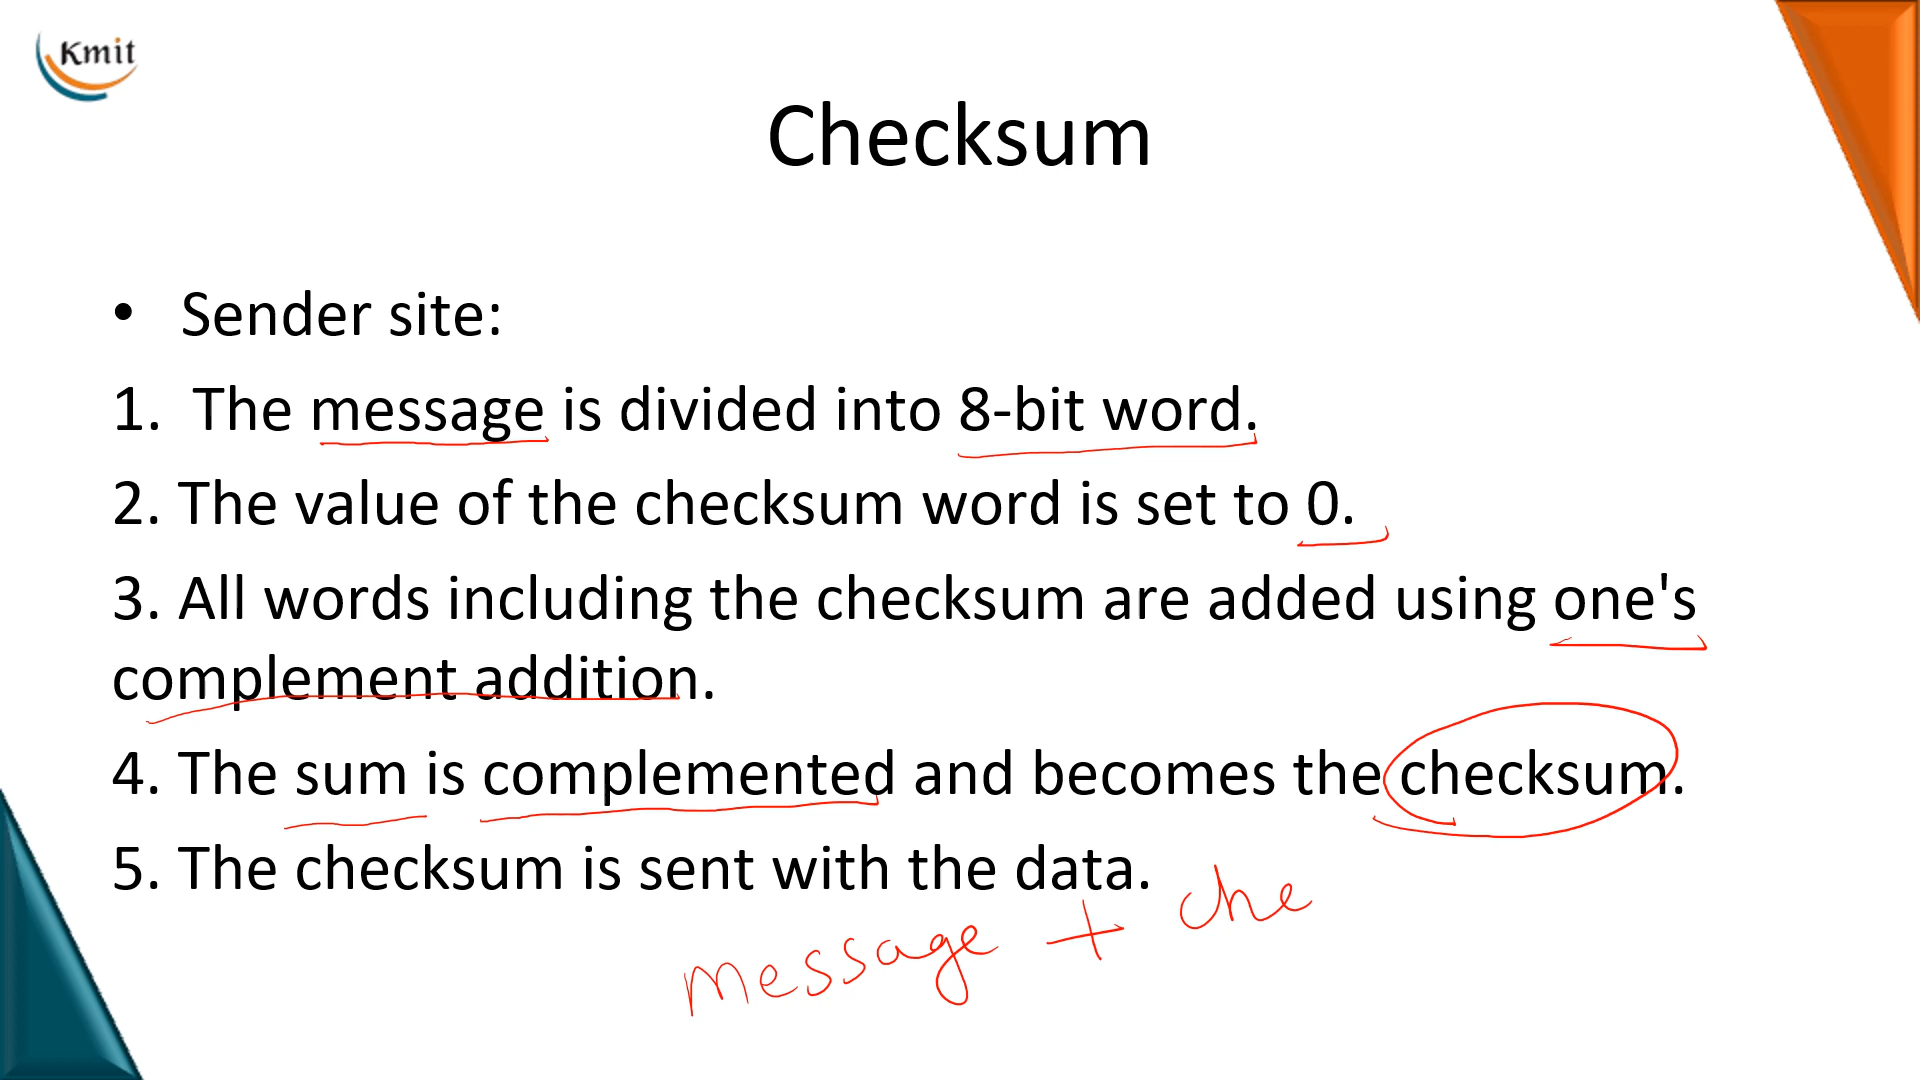 Kmit
Checksum
• Sender site:
1. The message is divided into 8-bit word.
2. The value of the checksum word is set to 0.
3. All words including the checksum are added using one's
complement addition.
4. The sum is complemented and becomes the checksum.
5. The checksum is sent with the data.
message + che